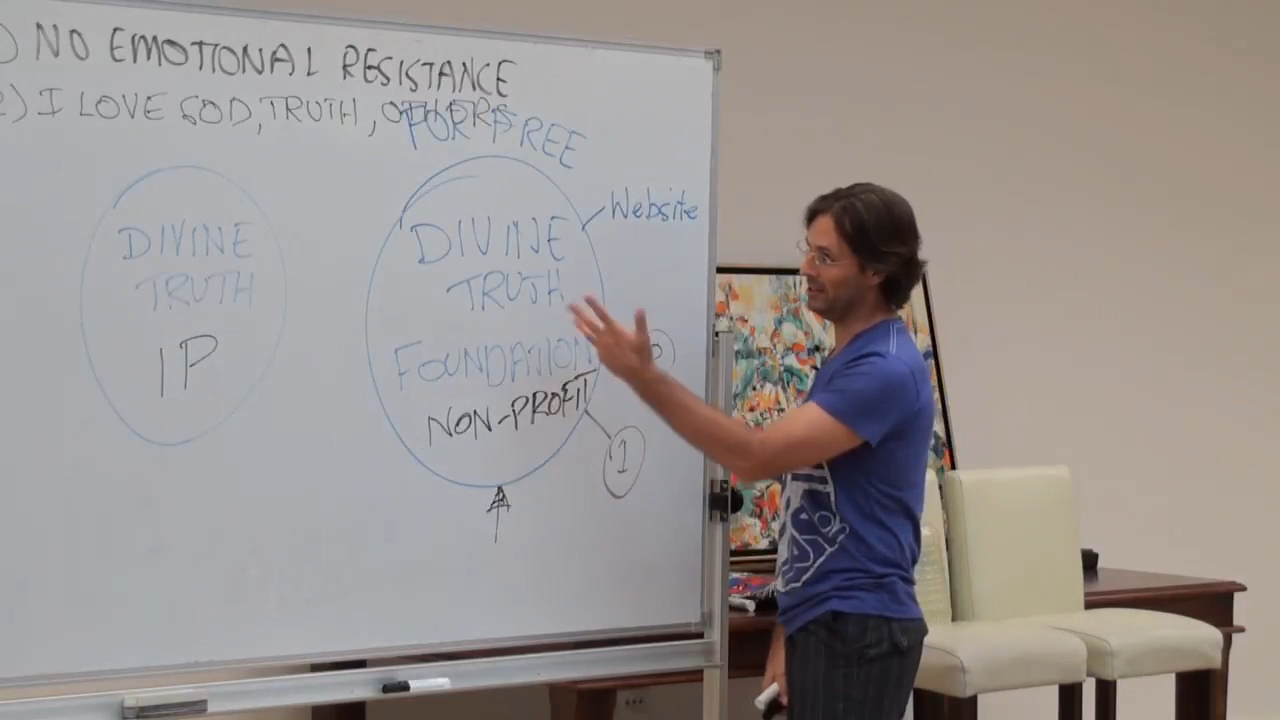 ) NO EMOTIONAL RESISTANCE
2) I LOVE GOD, TRUTH, OTHERS
FOR FREE
DIVINE
TRUTH
IP
DIVINE
TRUTH
FOUNDATION
NON-PROFIT
Website
1